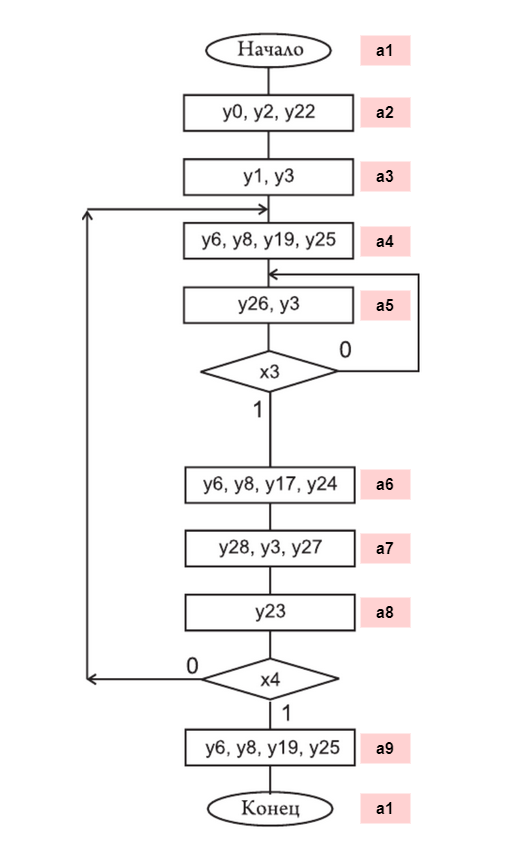 Начало a1
y0, y2, y22 a2
y1, y3 a3
y6, y8, y19, y25 a4
y26, y3 a5
0
x3
1
y6, y8, y17, y24 a6
y28, y3, y27 a7
y23 a8
0
x4
1
y6, y8, y19, y25 a9
Конец a1